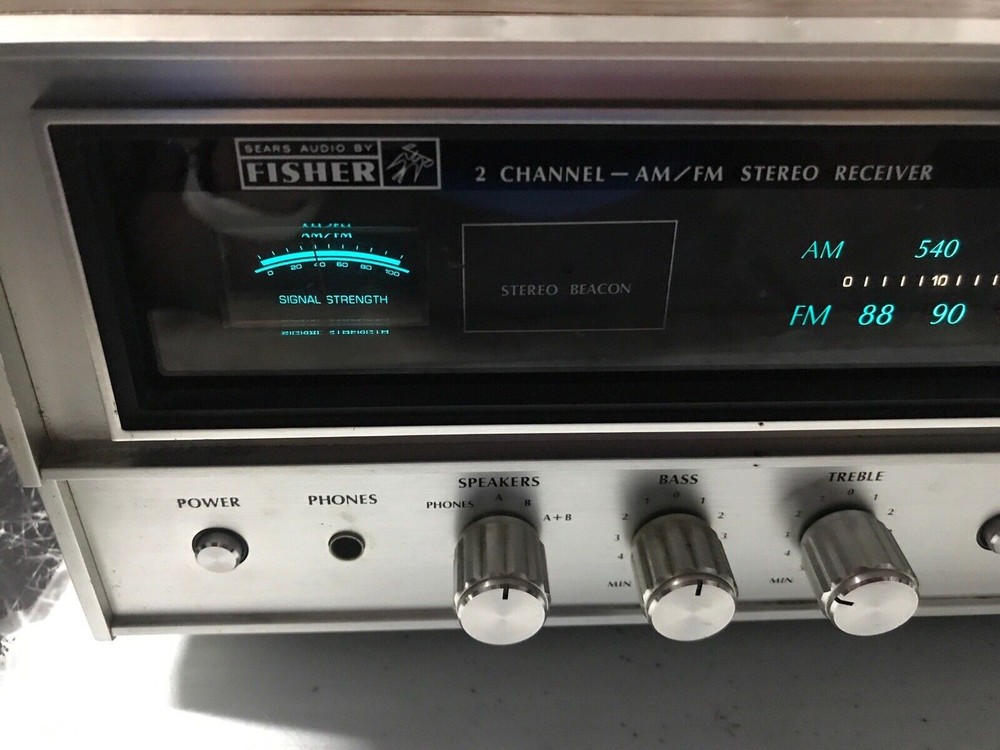 SEARS AUDIO BY
FISHER
2 CHANNEL — AM/FM STEREO RECEIVER
AM/FM
0 20 40 60 80 100
SIGNAL STRENGTH
STEREO BEACON
AM 540
0 10
FM 88 90
POWER
PHONES
SPEAKERS
PHONES A B A+B
BASS
1 0 1
2 2
3 3
4
MIN
TREBLE
1 0 1
2 2
3
4
MIN